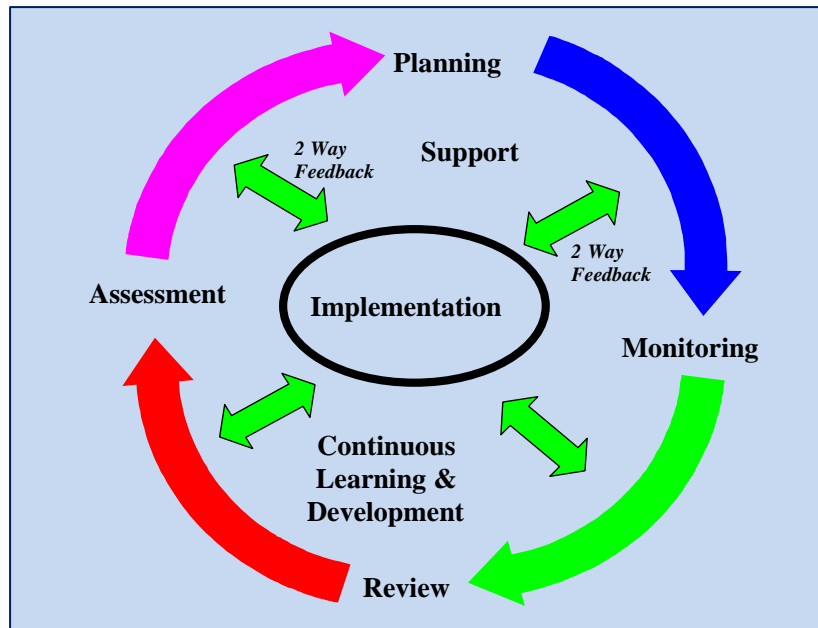 Planning
2 Way
Feedback
Support
2 Way
Feedback
Assessment
Implementation
Monitoring
Continuous
Learning &
Development
Review